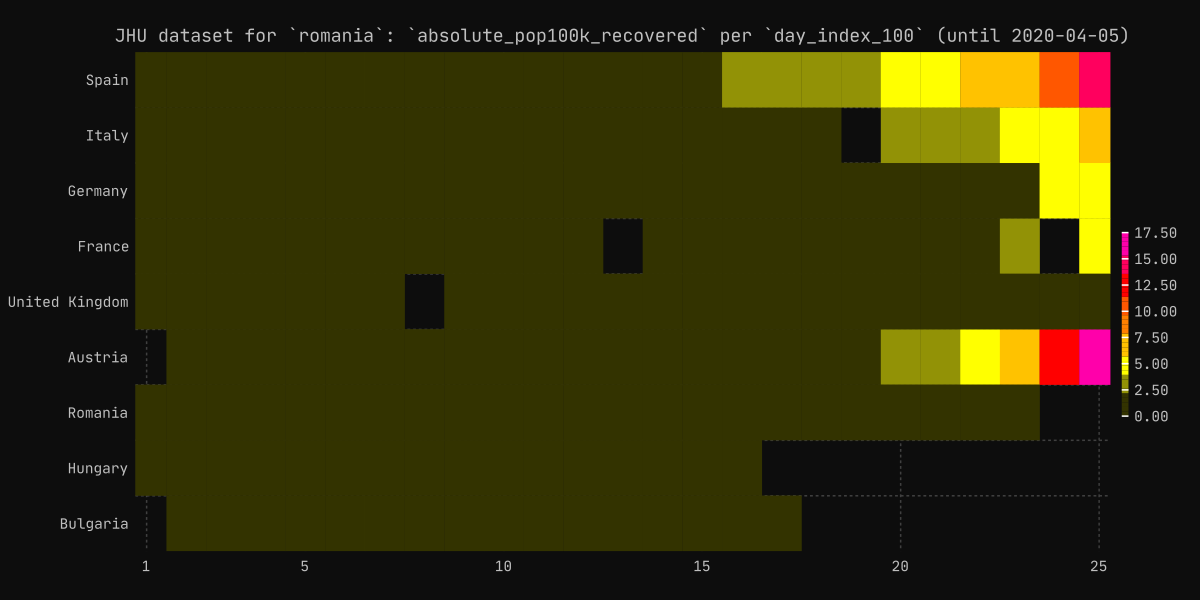 JHU dataset for `romania`: `absolute_pop100k_recovered` per `day_index_100` (until 2020-04-05)
Spain
Italy
Germany
France
United Kingdom
Austria
Romania
Hungary
Bulgaria
17.50
15.00
12.50
10.00
7.50
5.00
2.50
0.00
1 5 10 15 20 25